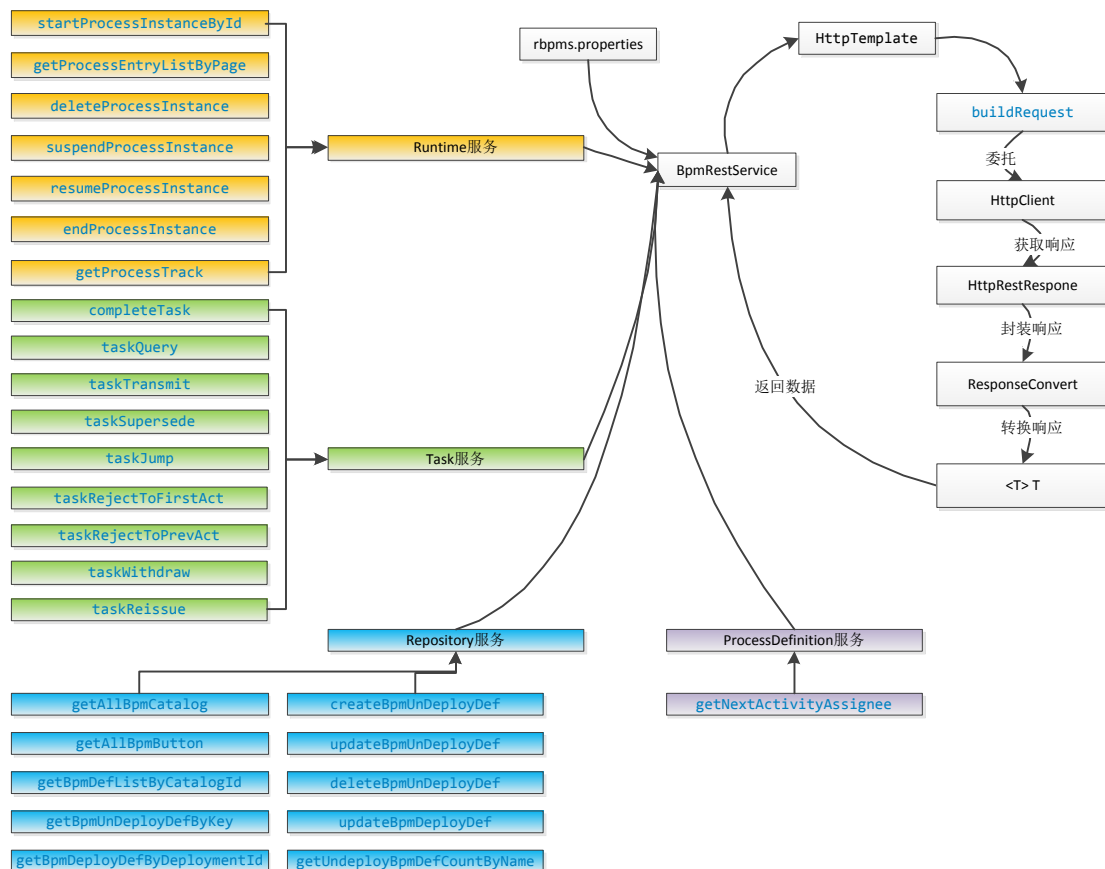 startProcessInstanceById
getProcessEntryListByPage
deleteProcessInstance
suspendProcessInstance
resumeProcessInstance
endProcessInstance
getProcessTrack
Runtime服务
completeTask
taskQuery
taskTransmit
taskSupersede
taskJump
taskRejectToFirstAct
taskRejectToPrevAct
taskWithdraw
taskReissue
Task服务
rbpms.properties
BpmRestService
HttpTemplate
buildRequest
委托
HttpClient
获取响应
HttpRestRespone
封装响应
ResponseConvert
转换响应
<T> T
返回数据
Repository服务
getAllBpmCatalog
getAllBpmButton
getBpmDefListByCatalogId
getBpmUnDeployDefByKey
getBpmDeployDefByDeploymentId
createBpmUnDeployDef
updateBpmUnDeployDef
deleteBpmUnDeployDef
updateBpmDeployDef
getUndeployBpmDefCountByName
ProcessDefinition服务
getNextActivityAssignee